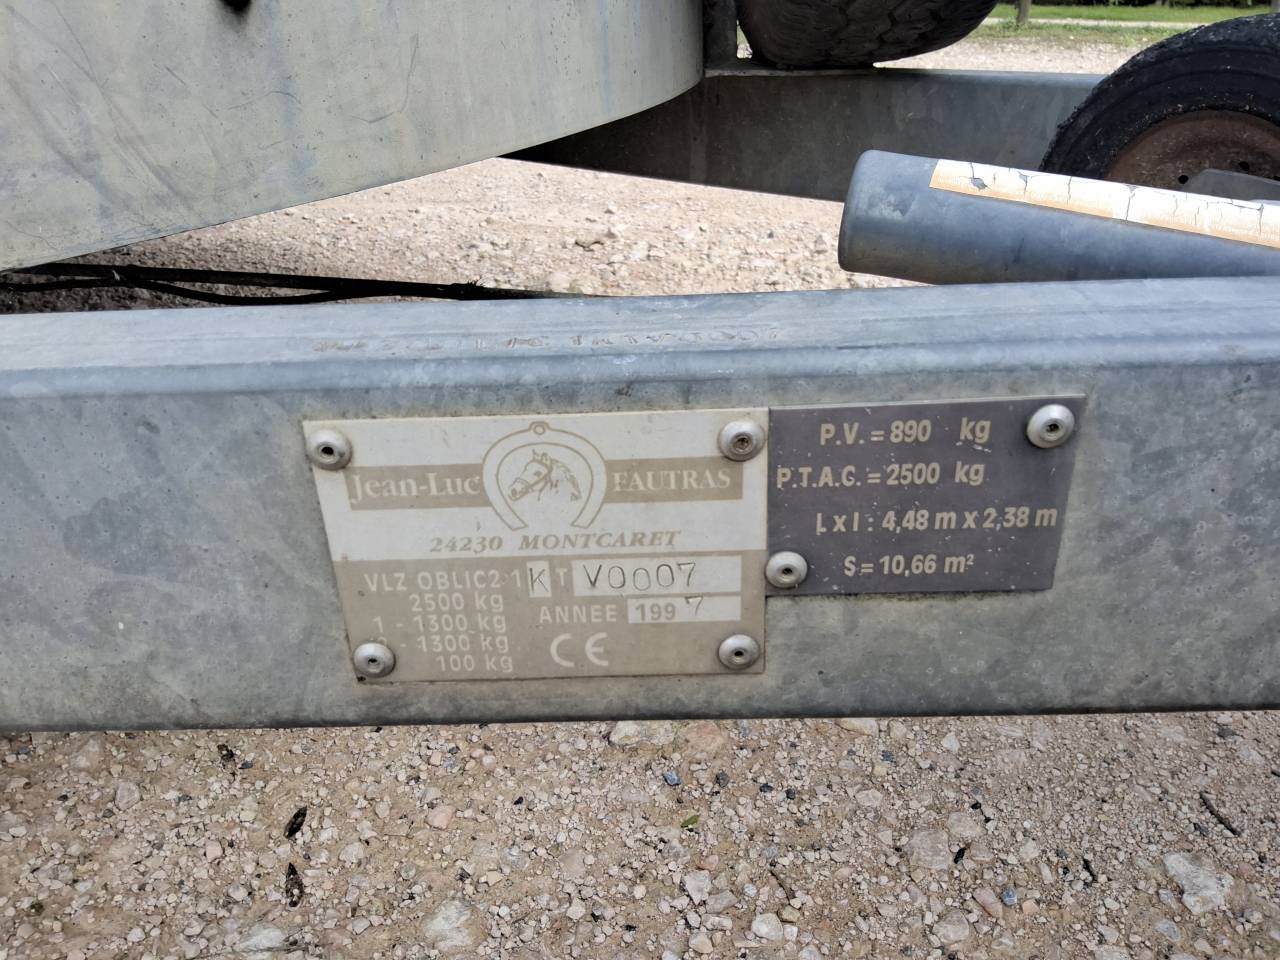 Jean-Luc FAUTRAS
24230 MONTCARET
VLZ OBLIC2 1 K T V0007
2500 kg
ANNEE 1997
1 - 1300 kg
- 1300 kg
100 kg
CE
P.V. = 890 kg
P.T.A.C. = 2500 kg
L x l : 4,48 m x 2,38 m
S = 10,66 m²